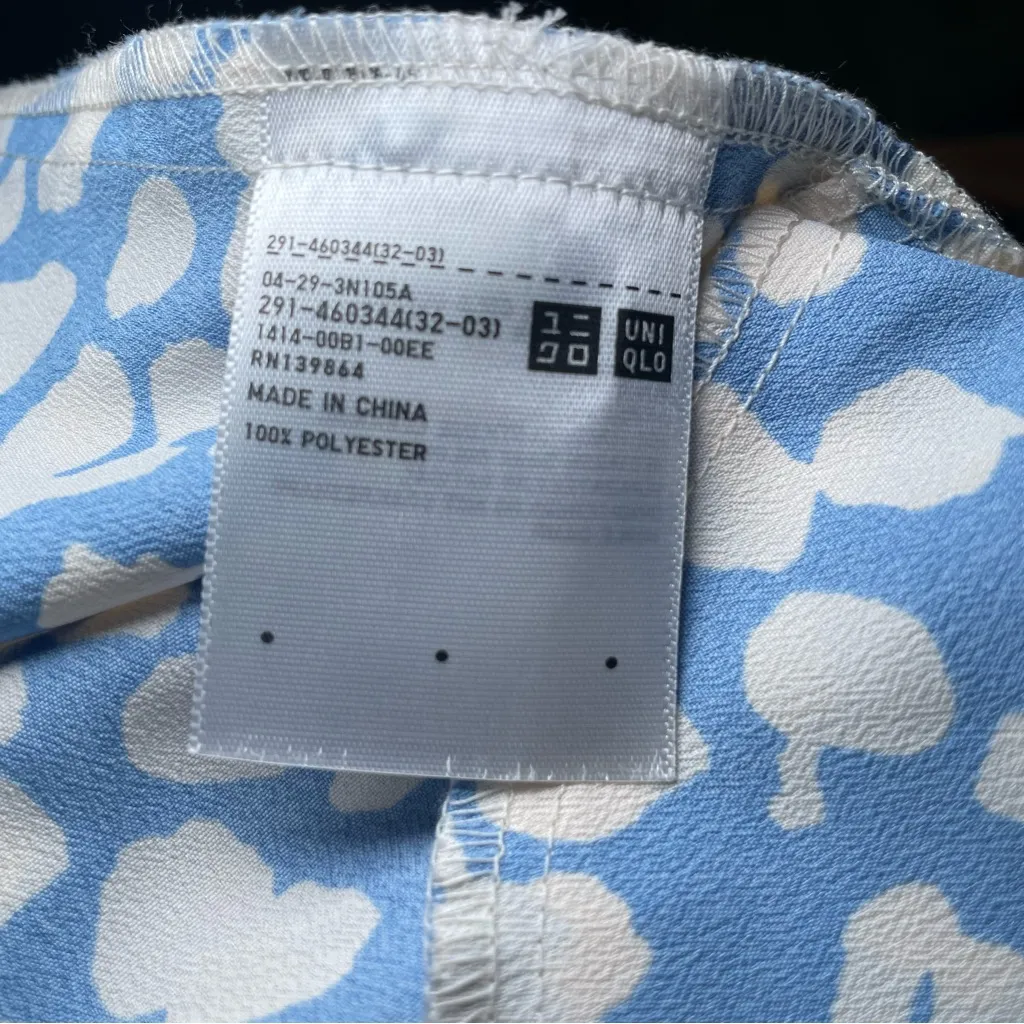 291-460344(32-03)
04-29-3N105A
291-460344(32-03)
1414-00B1-00EE
RN139864
MADE IN CHINA
100% POLYESTER
ユニ
クロ
UNI
QLO